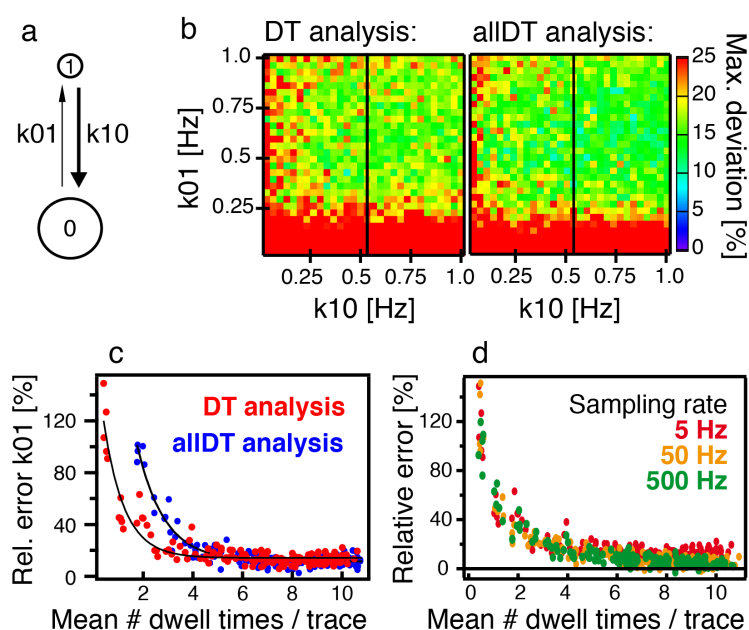 a
1
k01
k10
0
b
DT analysis:
allDT analysis:
k01 [Hz]
1.0
0.75
0.5
0.25
0.25 0.5 0.75 1.0
k10 [Hz]
0.25 0.5 0.75 1.0
k10 [Hz]
25
20
15
10
5
0
Max. deviation [%]
c
Rel. error k01 [%]
120
80
40
0
DT analysis
allDT analysis
2 4 6 8 10
Mean # dwell times / trace
d
Relative error [%]
120
80
40
0
Sampling rate
5 Hz
50 Hz
500 Hz
0 2 4 6 8 10
Mean # dwell times / trace